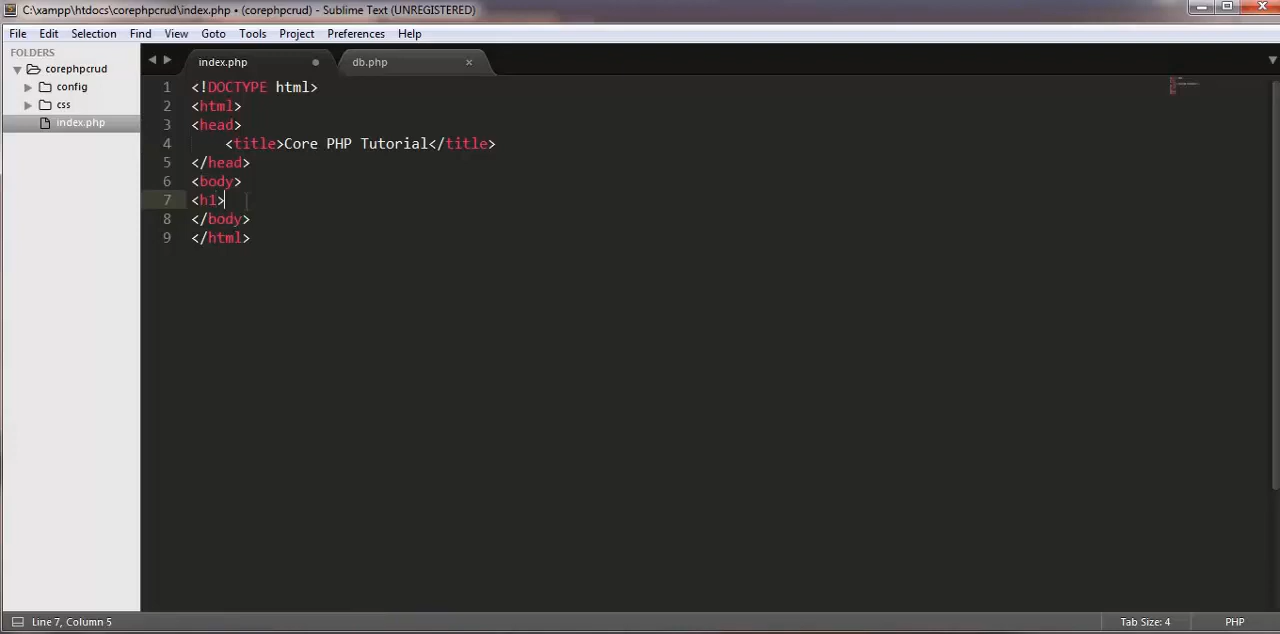 C:\xampp\htdocs\corephpcrud\index.php • (corephpcrud) - Sublime Text (UNREGISTERED)
File Edit Selection Find View Goto Tools Project Preferences Help
FOLDERS
corephpcrud
config
css
index.php
index.php db.php
1 <!DOCTYPE html>
2 <html>
3 <head>
4 <title>Core PHP Tutorial</title>
5 </head>
6 <body>
7 <h1>
8 </body>
9 </html>
Line 7, Column 5 Tab Size: 4 PHP